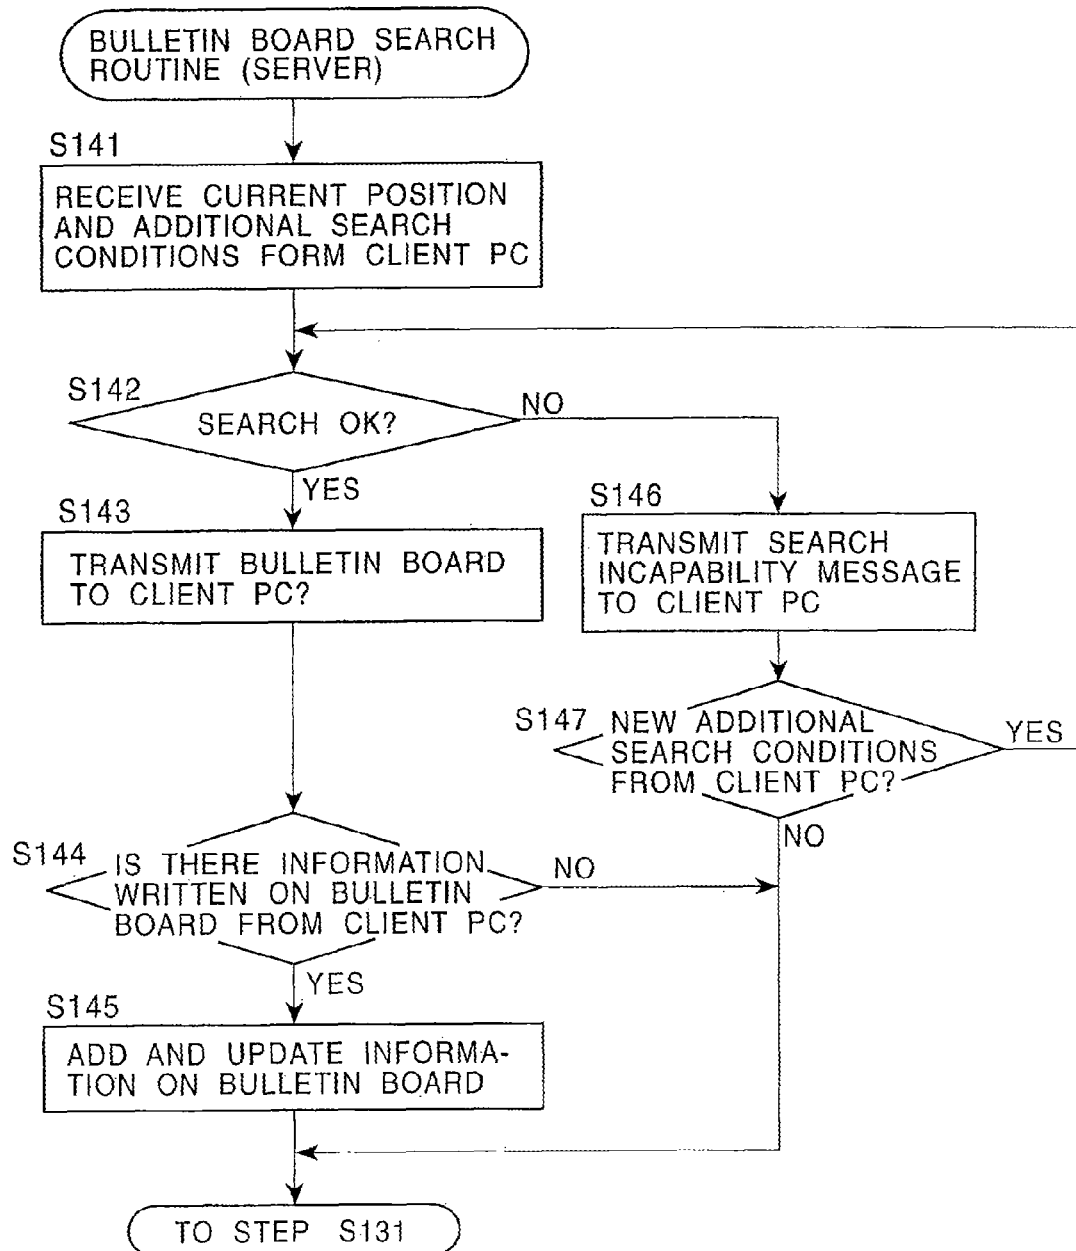 BULLETIN BOARD SEARCH
ROUTINE (SERVER)
S141
RECEIVE CURRENT POSITION
AND ADDITIONAL SEARCH
CONDITIONS FORM CLIENT PC
S142
SEARCH OK?
NO
YES
S143
TRANSMIT BULLETIN BOARD
TO CLIENT PC?
S146
TRANSMIT SEARCH
INCAPABILITY MESSAGE
TO CLIENT PC
S147
NEW ADDITIONAL
SEARCH CONDITIONS
FROM CLIENT PC?
YES
NO
S144
IS THERE INFORMATION
WRITTEN ON BULLETIN
BOARD FROM CLIENT PC?
NO
YES
S145
ADD AND UPDATE INFORMA-
TION ON BULLETIN BOARD
TO STEP S131